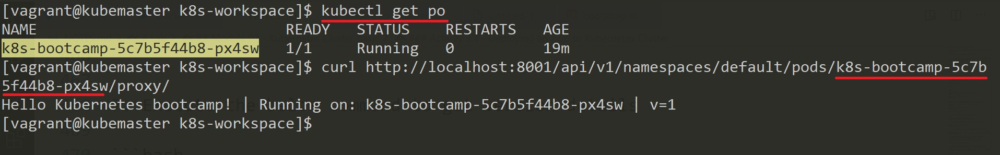 [vagrant@kubemaster k8s-workspace]$ kubectl get po
NAME                            READY   STATUS    RESTARTS   AGE
k8s-bootcamp-5c7b5f44b8-px4sw   1/1     Running   0          19m
[vagrant@kubemaster k8s-workspace]$ curl http://localhost:8001/api/v1/namespaces/default/pods/k8s-bootcamp-5c7b
5f44b8-px4sw/proxy/
Hello Kubernetes bootcamp! | Running on: k8s-bootcamp-5c7b5f44b8-px4sw | v=1
[vagrant@kubemaster k8s-workspace]$